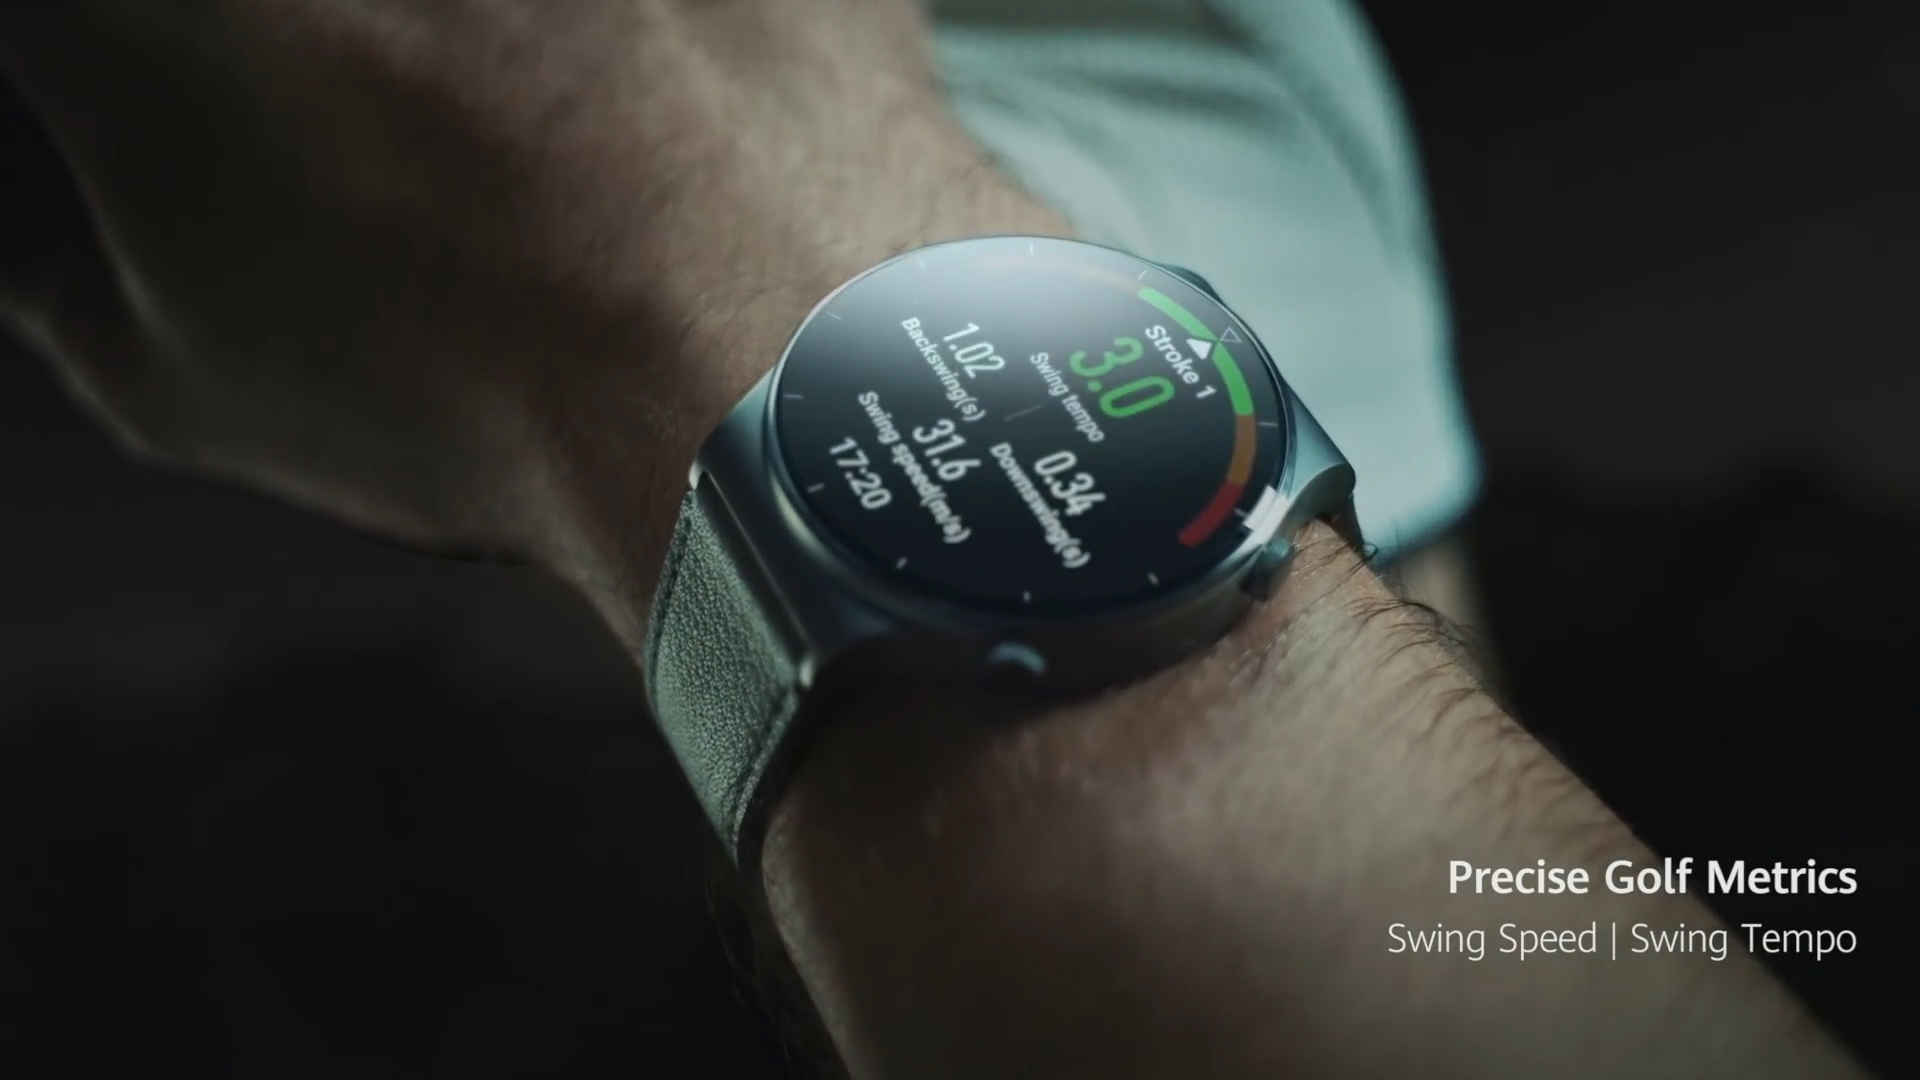 Stroke 1
3.0
Swing tempo
1.02
Backswing(s)
0.34
Downswing(s)
31.6
Swing speed(m/s)
17:20
Precise Golf Metrics
Swing Speed | Swing Tempo